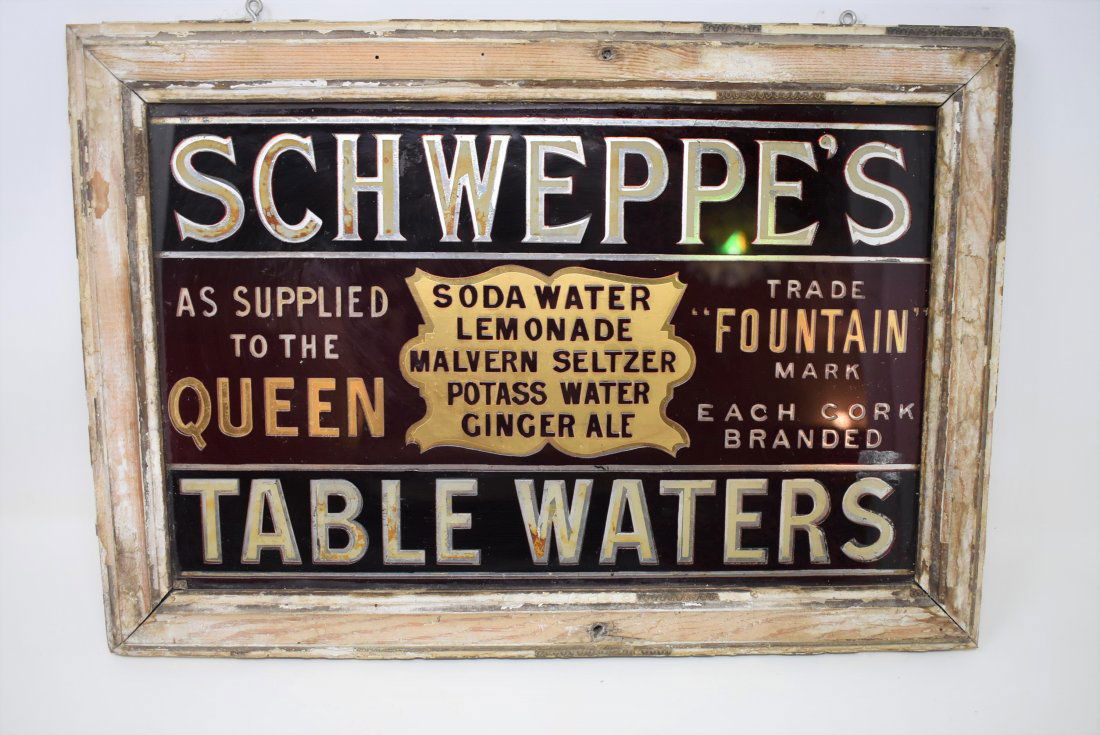 SCHWEPPE'S
AS SUPPLIED
TO THE
QUEEN
SODA WATER
LEMONADE
MALVERN SELTZER
POTASS WATER
GINGER ALE
TRADE
"FOUNTAIN"
MARK
EACH CORK
BRANDED
TABLE WATERS